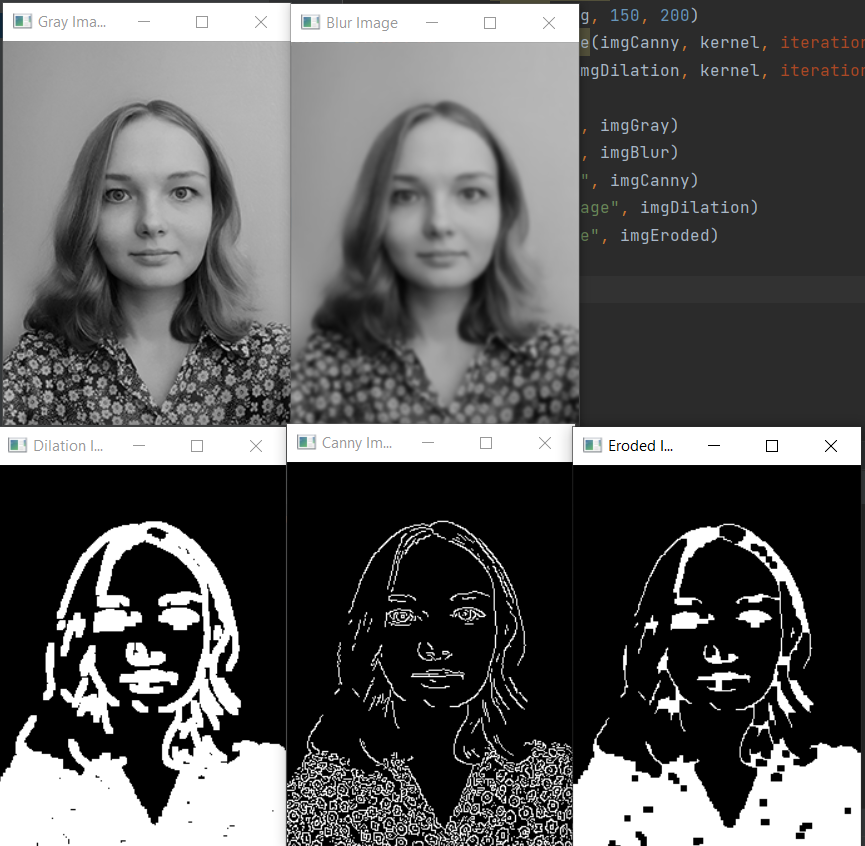 Gray Ima...
Blur Image
g, 150, 200)
e(imgCanny, kernel, iteration
mgDilation, kernel, iteration
, imgGray)
, imgBlur)
", imgCanny)
age", imgDilation)
e", imgEroded)
Dilation I...
Canny Im...
Eroded I...